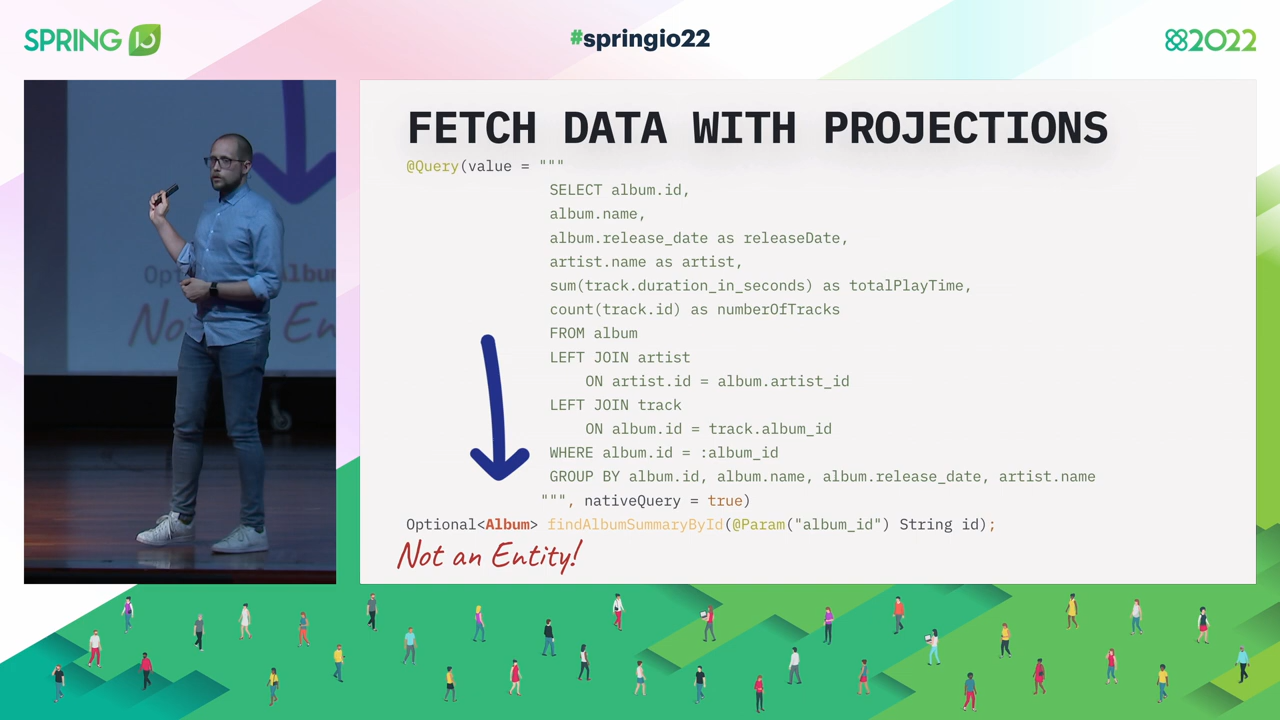 SPRING IO
#springio22
2022
FETCH DATA WITH PROJECTIONS
@Query(value = """
SELECT album.id,
album.name,
album.release_date as releaseDate,
artist.name as artist,
sum(track.duration_in_seconds) as totalPlayTime,
count(track.id) as numberOfTracks
FROM album
LEFT JOIN artist
ON artist.id = album.artist_id
LEFT JOIN track
ON album.id = track.album_id
WHERE album.id = :album_id
GROUP BY album.id, album.name, album.release_date, artist.name
""", nativeQuery = true)
Optional<Album> findAlbumSummaryById(@Param("album_id") String id);
Not an Entity!